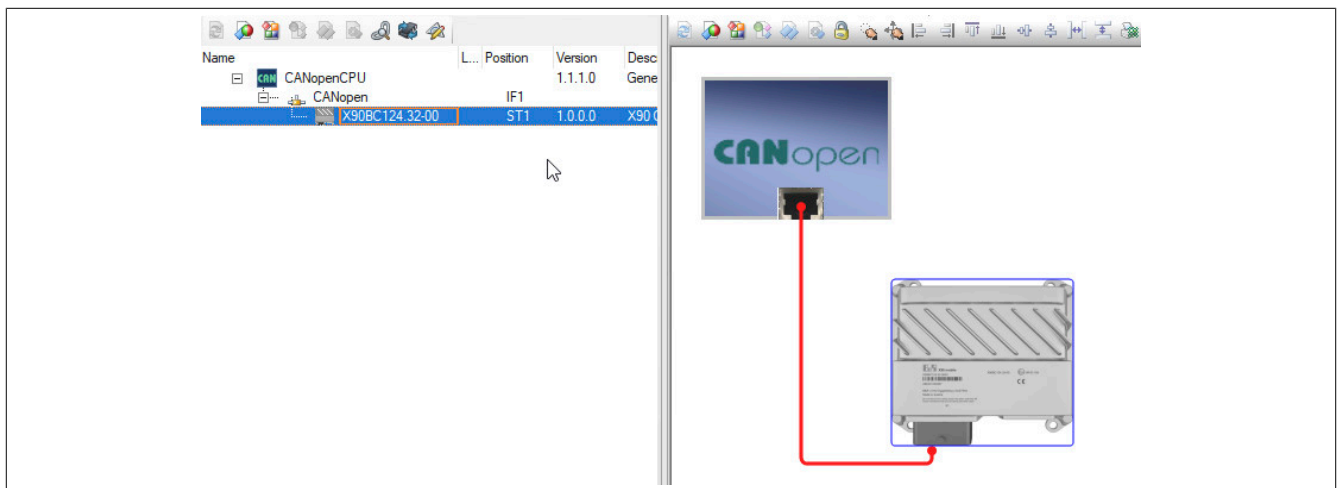 Name L... Position Version Desc
CAN CANopenCPU 1.1.1.0 Gene
CANopen IF1
X90BC124.32-00 ST1 1.0.0.0 X90
CANopen
CE